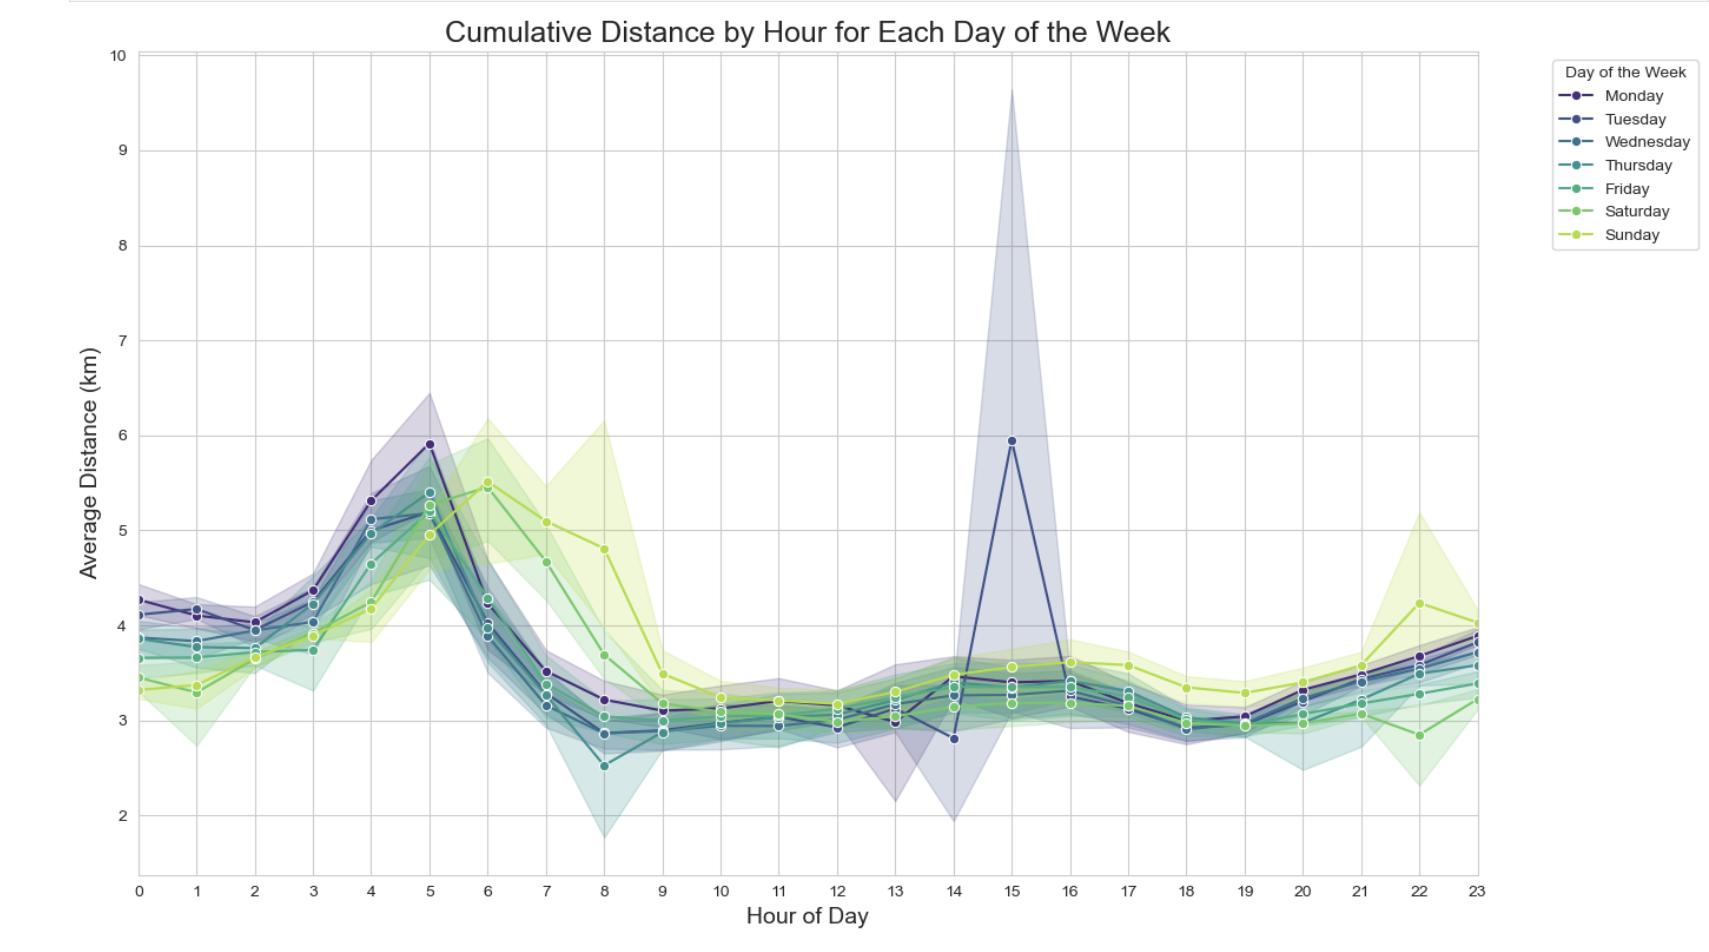 Cumulative Distance by Hour for Each Day of the Week
Average Distance (km)
10
9
8
7
6
5
4
3
2
0 1 2 3 4 5 6 7 8 9 10 11 12 13 14 15 16 17 18 19 20 21 22 23
Hour of Day
Day of the Week
Monday
Tuesday
Wednesday
Thursday
Friday
Saturday
Sunday